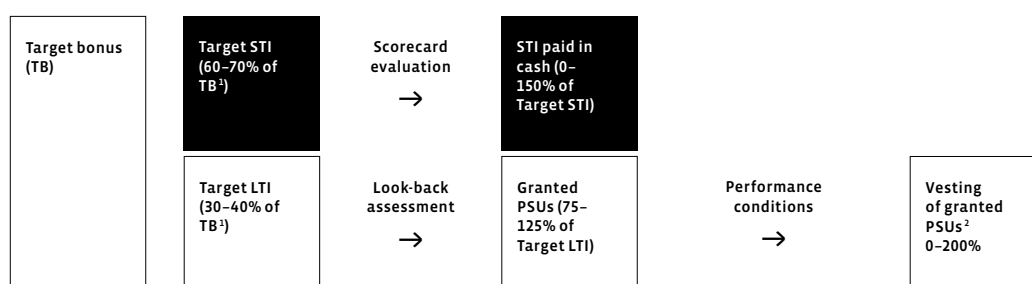 Target bonus
(TB)
Target STI
(60–70% of
TB¹)
Scorecard
evaluation
→
STI paid in
cash (0–
150% of
Target STI)
Target LTI
(30–40% of
TB¹)
Look-back
assessment
→
Granted
PSUs (75–
125% of
Target LTI)
Performance
conditions
→
Vesting
of granted
PSUs²
0–200%